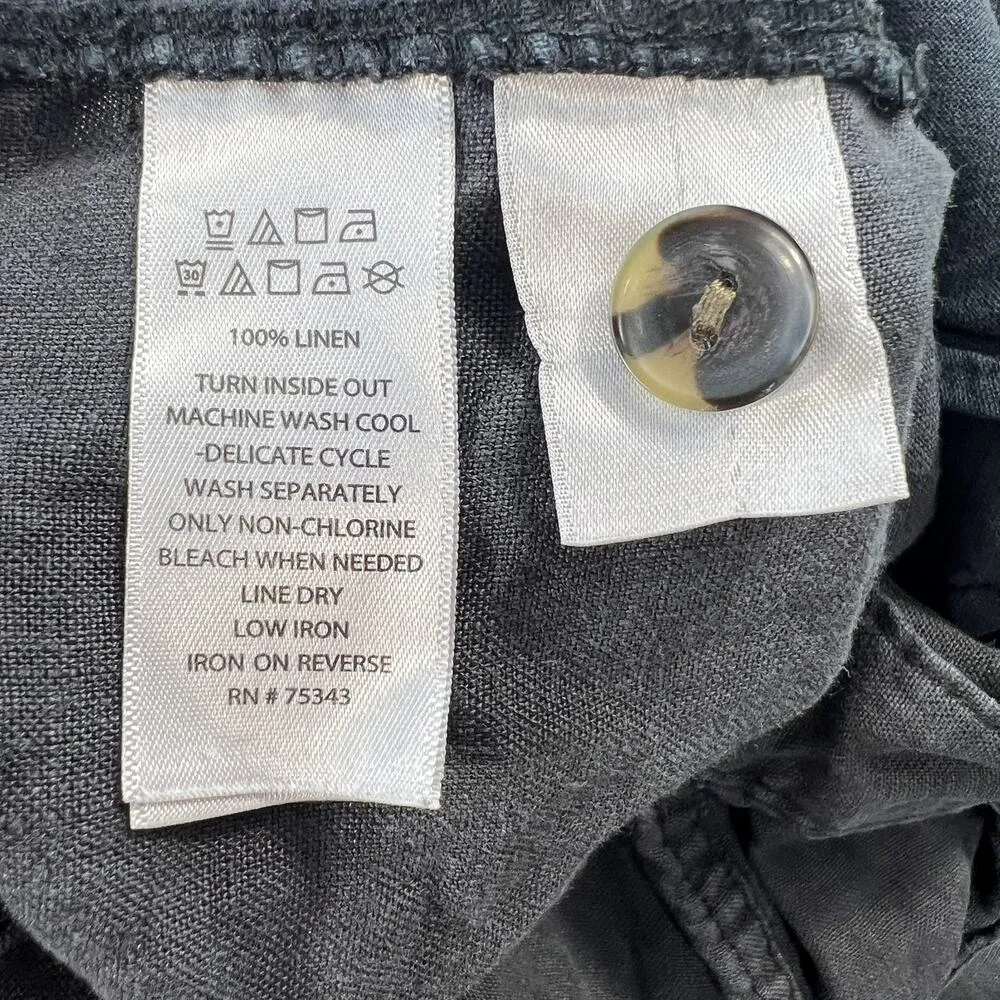 30
100% LINEN
TURN INSIDE OUT
MACHINE WASH COOL
-DELICATE CYCLE
WASH SEPARATELY
ONLY NON-CHLORINE
BLEACH WHEN NEEDED
LINE DRY
LOW IRON
IRON ON REVERSE
RN # 75343